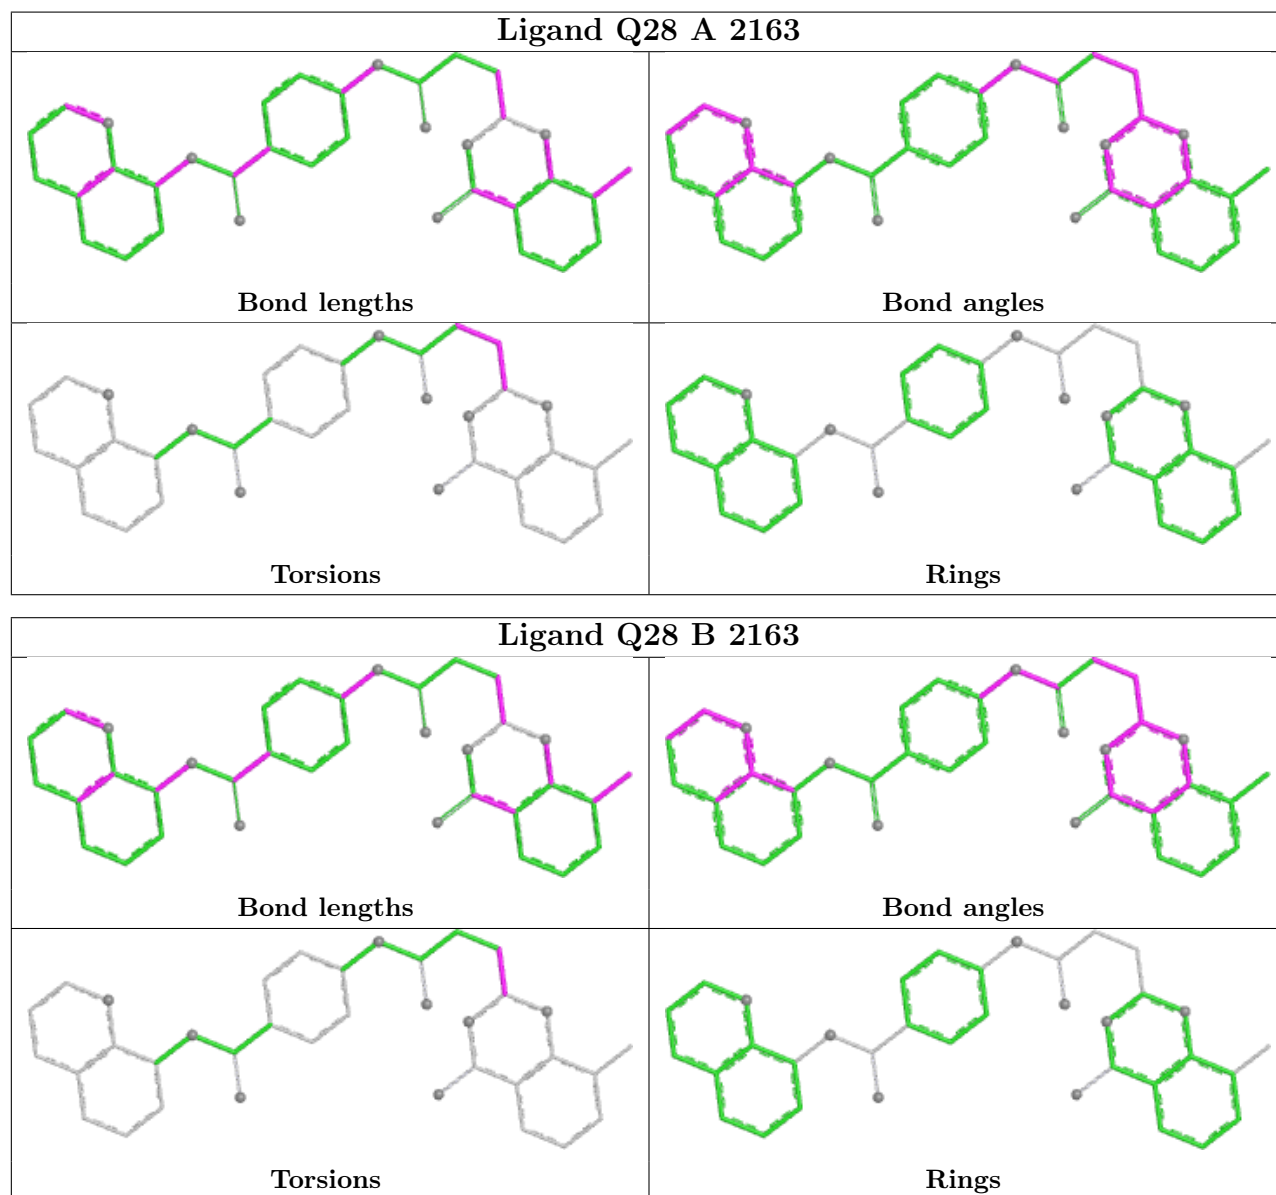 Ligand Q28 A 2163
Bond lengths
Bond angles
Torsions
Rings
Ligand Q28 B 2163
Bond lengths
Bond angles
Torsions
Rings